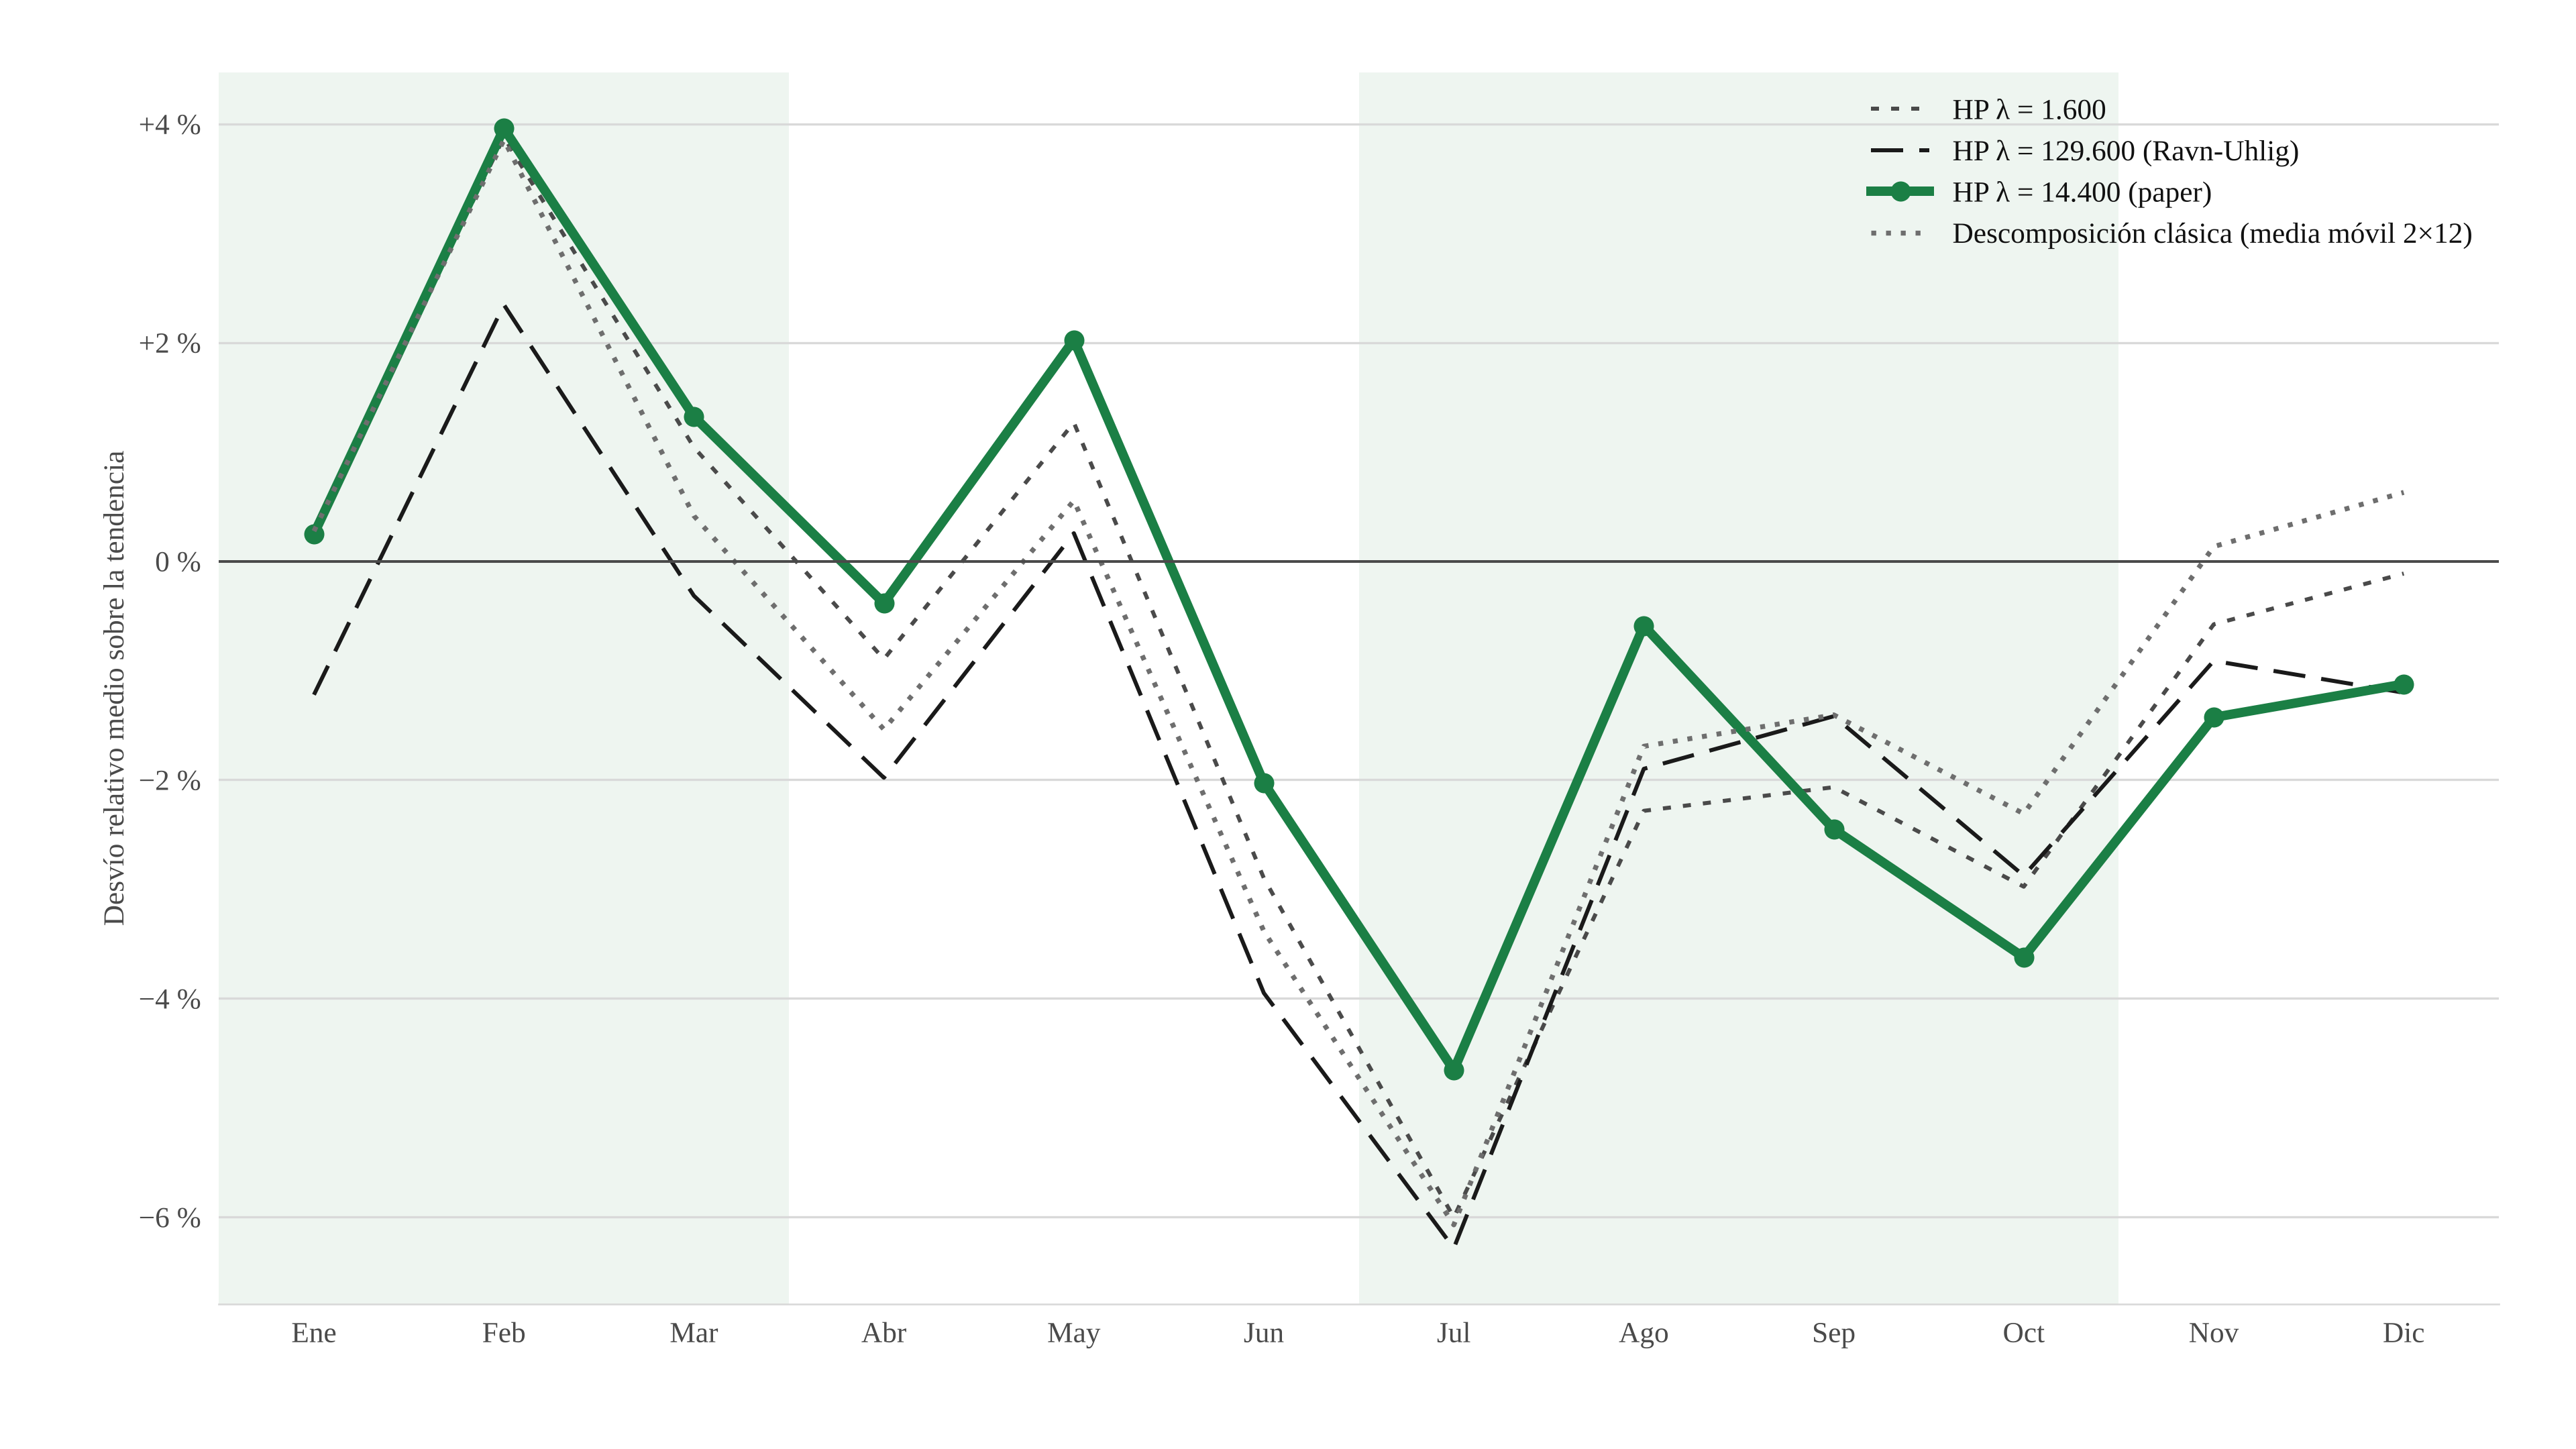 HP λ = 1.600
HP λ = 129.600 (Ravn-Uhlig)
HP λ = 14.400 (paper)
Descomposición clásica (media móvil 2×12)
Desvío relativo medio sobre la tendencia
+4 %
+2 %
0 %
−2 %
−4 %
−6 %
Ene Feb Mar Abr May Jun Jul Ago Sep Oct Nov Dic